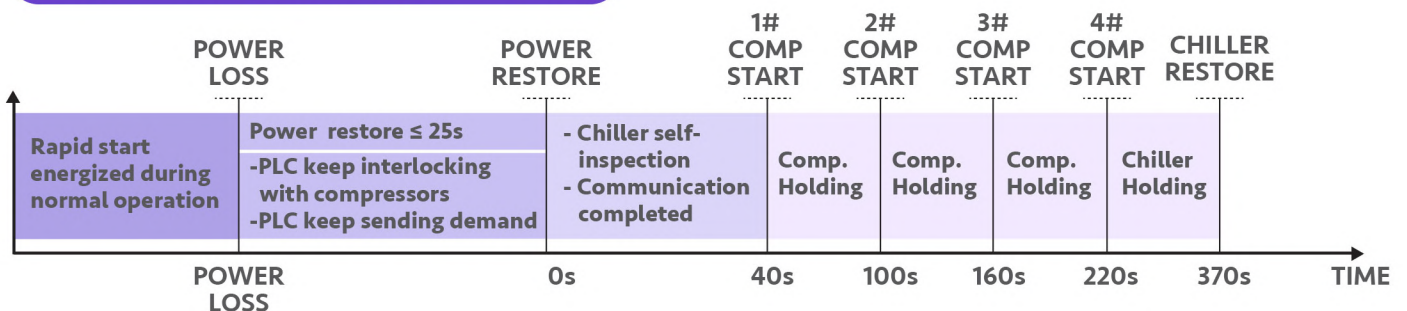 POWER
LOSS
POWER
RESTORE
1#
COMP
START
2#
COMP
START
3#
COMP
START
4#
COMP
START
CHILLER
RESTORE
Rapid start
energized during
normal operation
Power restore ≤ 25s
-PLC keep interlocking
with compressors
-PLC keep sending demand
- Chiller self-
inspection
- Communication
completed
Comp.
Holding
Comp.
Holding
Comp.
Holding
Chiller
Holding
POWER
LOSS
0s
40s
100s
160s
220s
370s
TIME